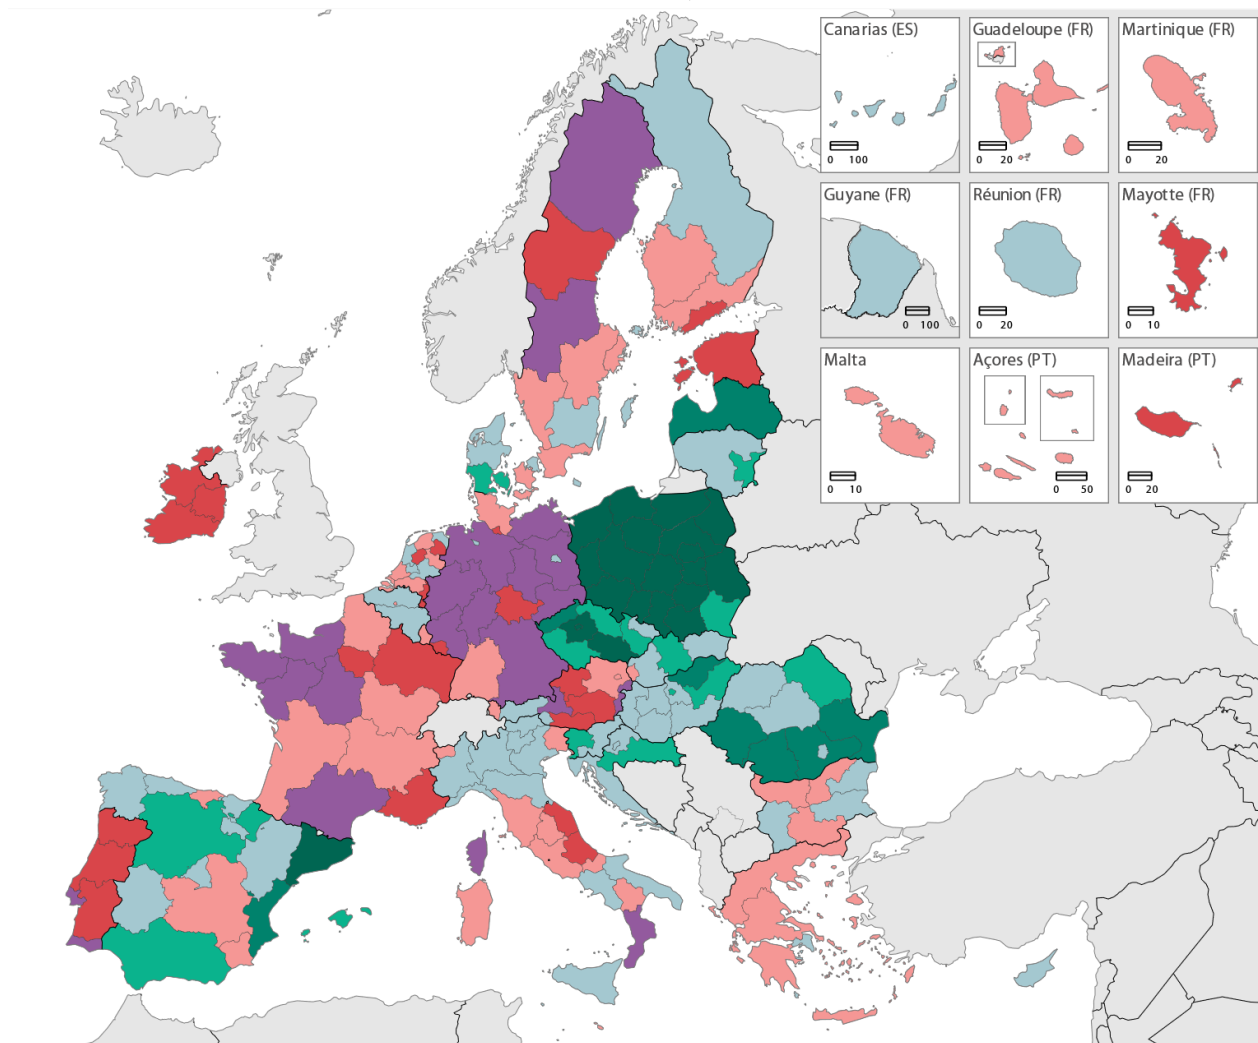 Canarias (ES)
0 100
Guadeloupe (FR)
0 20
Martinique (FR)
0 20
Guyane (FR)
0 100
Réunion (FR)
0 20
Mayotte (FR)
0 10
Malta
0 10
Açores (PT)
0 50
Madeira (PT)
0 20